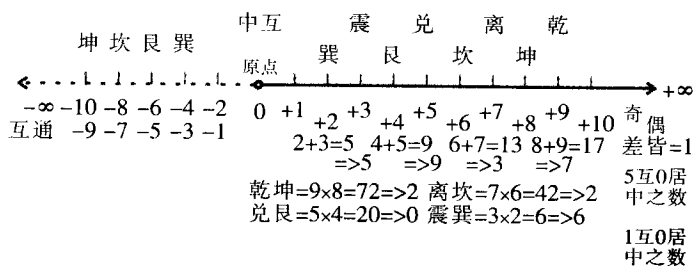 中互 震 兑 离 乾
坤 坎 艮 巽 巽 艮 坎 坤
原点
+∞
-∞ -10 -8 -6 -4 -2 0 +1 +3 +5 +7 +9 奇
+2 +4 +6 +8 +10 偶
互通 -9 -7 -5 -3 -1
2+3=5 4+5=9 6+7=13 8+9=17 差皆=1
=>5 =>9 =>3 =>7
5互0居
中之数
乾坤=9×8=72=>2 离坎=7×6=42=>2
兑艮=5×4=20=>0 震巽=3×2=6=>6
1互0居
中之数